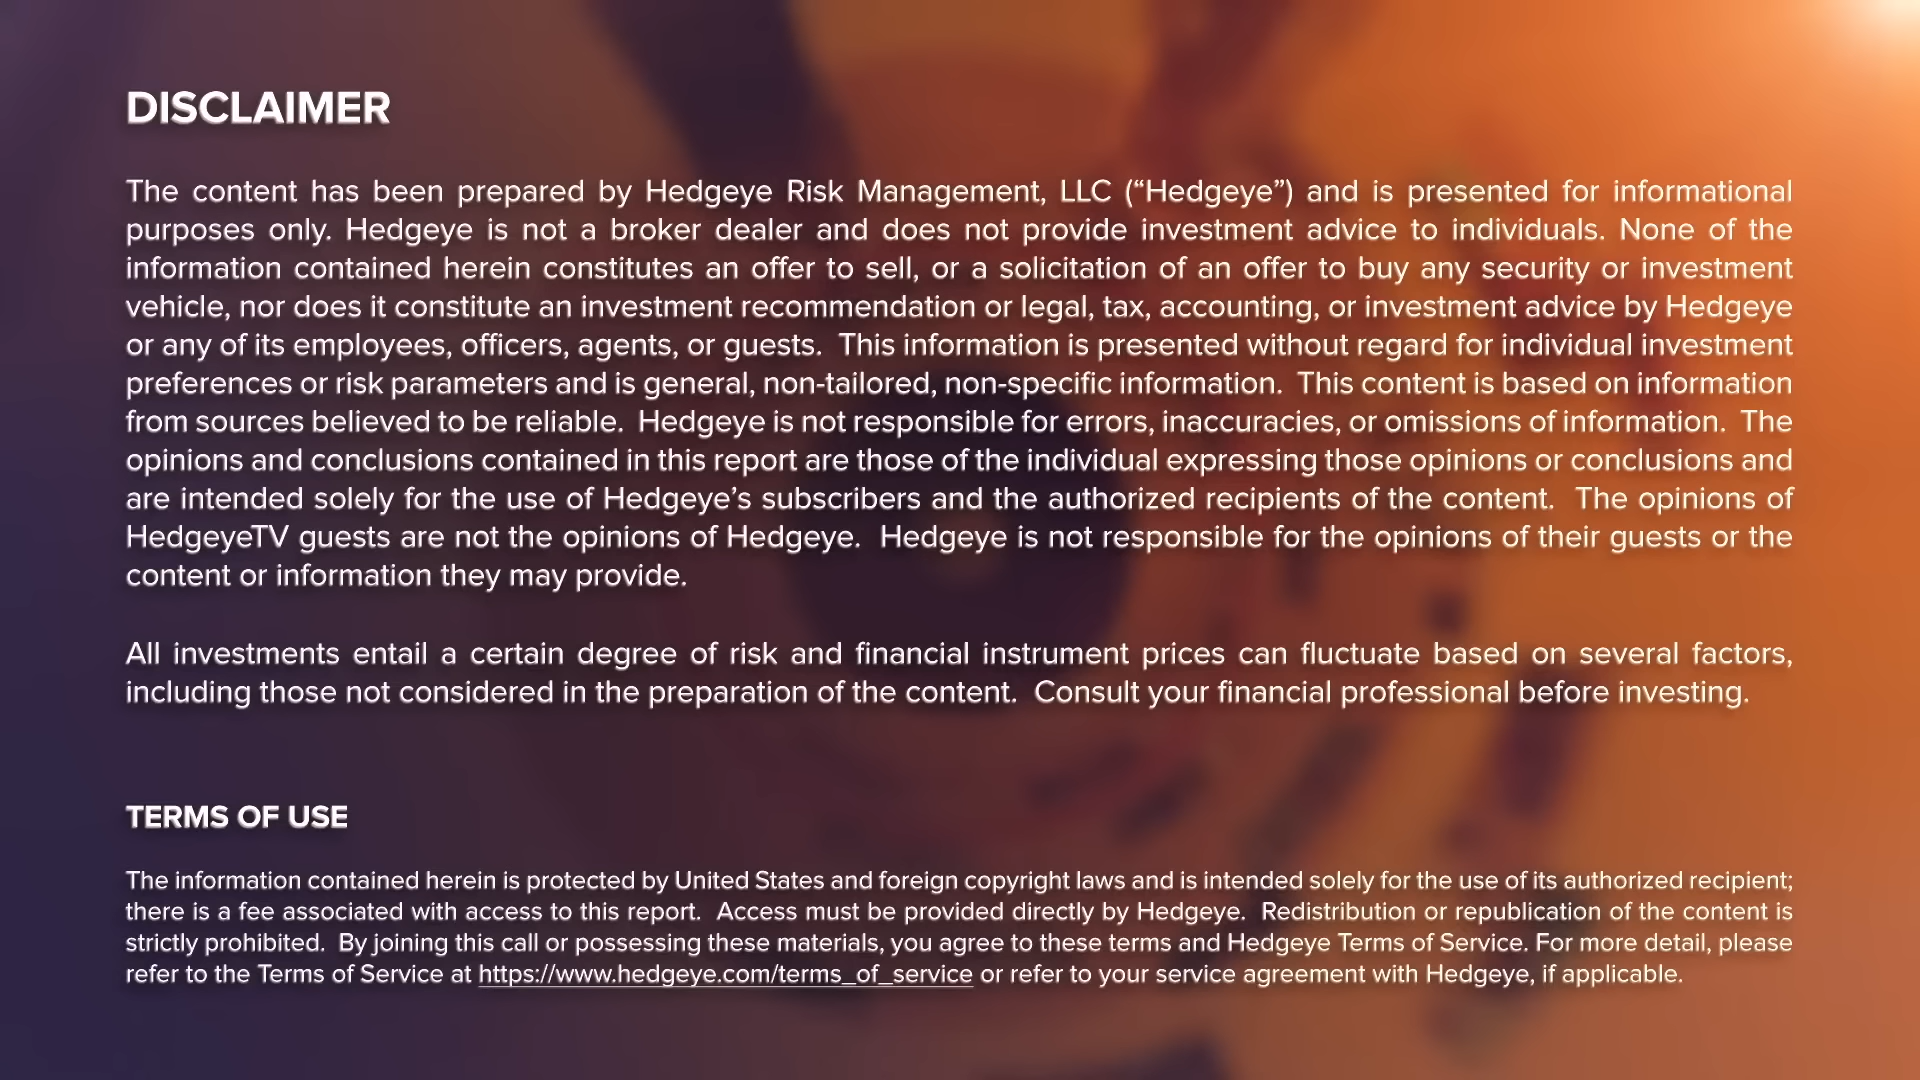 DISCLAIMER
The content has been prepared by Hedgeye Risk Management, LLC (“Hedgeye”) and is presented for informational
purposes only. Hedgeye is not a broker dealer and does not provide investment advice to individuals. None of the
information contained herein constitutes an offer to sell, or a solicitation of an offer to buy any security or investment
vehicle, nor does it constitute an investment recommendation or legal, tax, accounting, or investment advice by Hedgeye
or any of its employees, officers, agents, or guests.  This information is presented without regard for individual investment
preferences or risk parameters and is general, non-tailored, non-specific information.  This content is based on information
from sources believed to be reliable.  Hedgeye is not responsible for errors, inaccuracies, or omissions of information.  The
opinions and conclusions contained in this report are those of the individual expressing those opinions or conclusions and
are intended solely for the use of Hedgeye’s subscribers and the authorized recipients of the content.  The opinions of
HedgeyeTV guests are not the opinions of Hedgeye.  Hedgeye is not responsible for the opinions of their guests or the
content or information they may provide.
All investments entail a certain degree of risk and financial instrument prices can fluctuate based on several factors,
including those not considered in the preparation of the content.  Consult your financial professional before investing.
TERMS OF USE
The information contained herein is protected by United States and foreign copyright laws and is intended solely for the use of its authorized recipient;
there is a fee associated with access to this report.  Access must be provided directly by Hedgeye.  Redistribution or republication of the content is
strictly prohibited.  By joining this call or possessing these materials, you agree to these terms and Hedgeye Terms of Service. For more detail, please
refer to the Terms of Service at https://www.hedgeye.com/terms_of_service or refer to your service agreement with Hedgeye, if applicable.